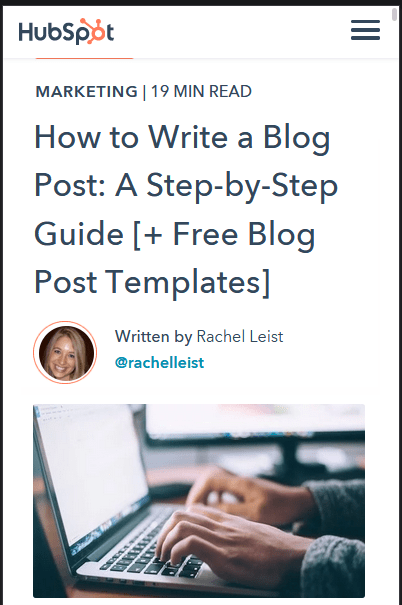 HubSpot
MARKETING | 19 MIN READ
How to Write a Blog
Post: A Step-by-Step
Guide [+ Free Blog
Post Templates]
Written by Rachel Leist
@rachelleist